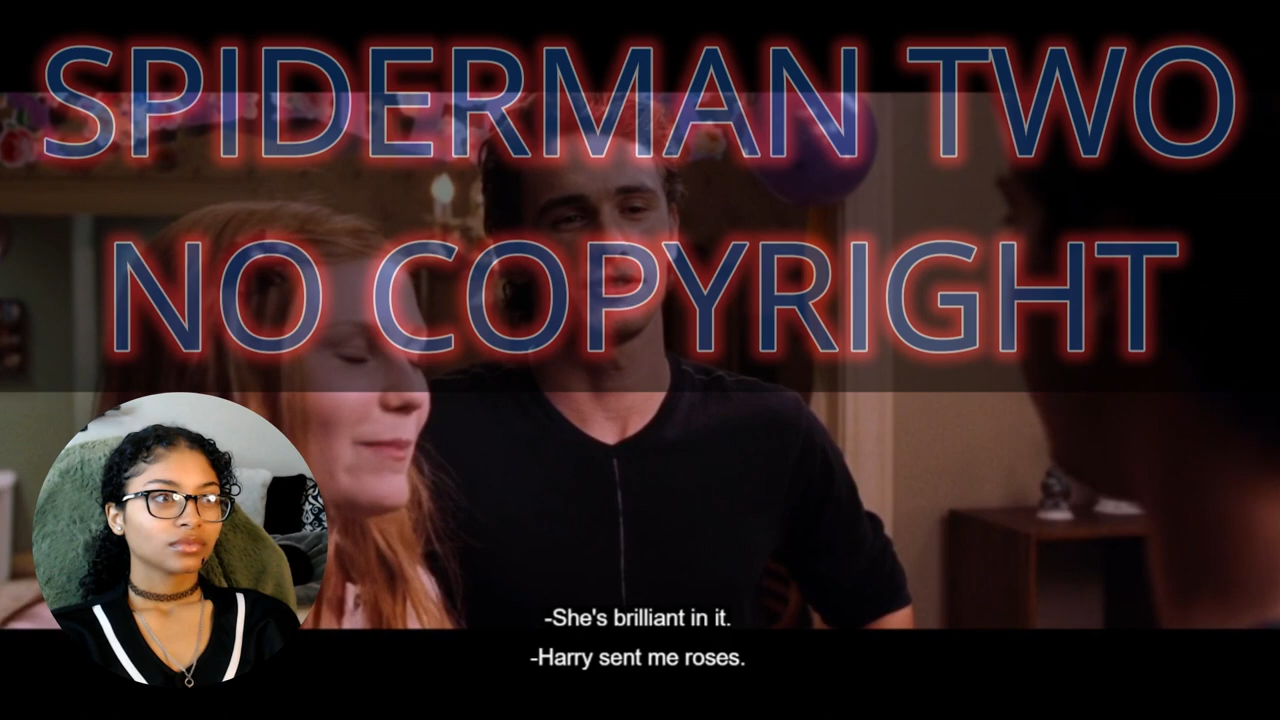 SPIDERMAN TWO
NO COPYRIGHT
-She's brilliant in it.
-Harry sent me roses.